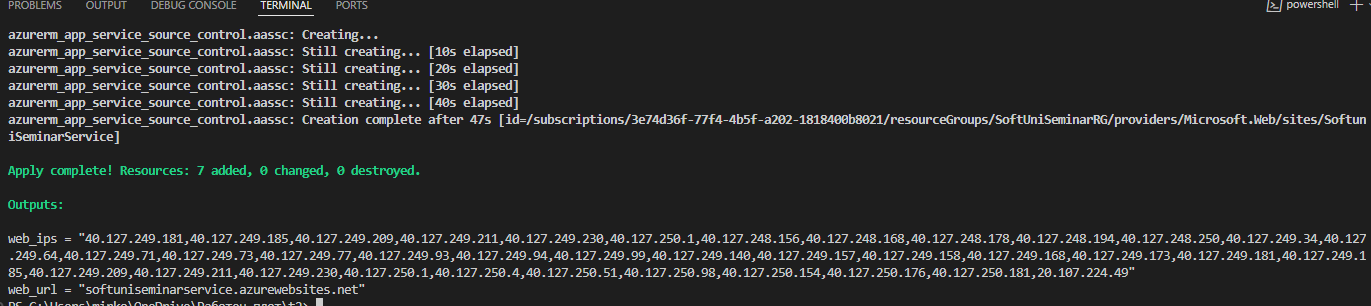 PROBLEMS OUTPUT DEBUG CONSOLE TERMINAL PORTS powershell
azurerm_app_service_source_control.aassc: Creating...
azurerm_app_service_source_control.aassc: Still creating... [10s elapsed]
azurerm_app_service_source_control.aassc: Still creating... [20s elapsed]
azurerm_app_service_source_control.aassc: Still creating... [30s elapsed]
azurerm_app_service_source_control.aassc: Still creating... [40s elapsed]
azurerm_app_service_source_control.aassc: Creation complete after 47s [id=/subscriptions/3e74d36f-77f4-4b5f-a202-1818400b8021/resourceGroups/SoftUniSeminarRG/providers/Microsoft.Web/sites/Softun
iSeminarService]
Apply complete! Resources: 7 added, 0 changed, 0 destroyed.
Outputs:
web_ips = "40.127.249.181,40.127.249.185,40.127.249.209,40.127.249.211,40.127.249.230,40.127.250.1,40.127.248.156,40.127.248.168,40.127.248.178,40.127.248.194,40.127.248.250,40.127.249.34,40.127
.249.64,40.127.249.71,40.127.249.73,40.127.249.77,40.127.249.93,40.127.249.94,40.127.249.99,40.127.249.140,40.127.249.157,40.127.249.158,40.127.249.168,40.127.249.173,40.127.249.181,40.127.249.1
85,40.127.249.209,40.127.249.211,40.127.249.230,40.127.250.1,40.127.250.4,40.127.250.51,40.127.250.98,40.127.250.154,40.127.250.176,40.127.250.181,20.107.224.49"
web_url = "softuniseminarservice.azurewebsites.net"
PS C:\Users\mirko\OneDrive\Работен плот\t2>